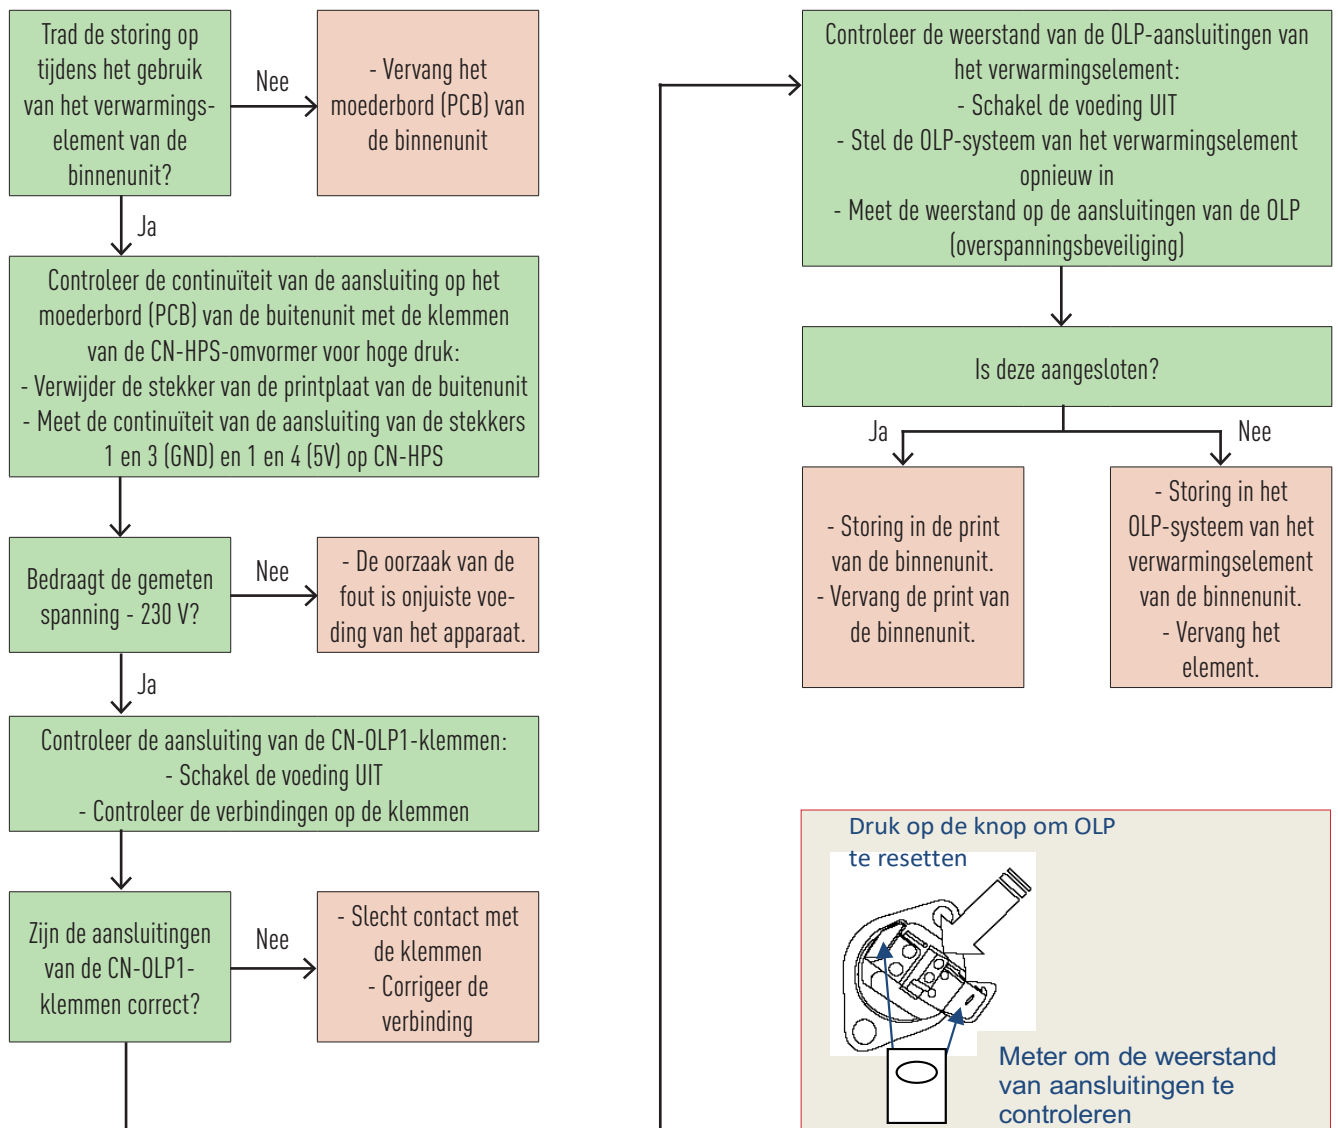 Trad de storing op
tijdens het gebruik
van het verwarmings-
element van de
binnenunit?
Nee
- Vervang het
moederbord (PCB) van
de binnenunit
Ja
Controleer de continuïteit van de aansluiting op het
moederbord (PCB) van de buitenunit met de klemmen
van de CN-HPS-omvormer voor hoge druk:
- Verwijder de stekker van de printplaat van de buitenunit
- Meet de continuïteit van de aansluiting van de stekkers
1 en 3 (GND) en 1 en 4 (5V) op CN-HPS
Bedraagt de gemeten
spanning - 230 V?
Nee
- De oorzaak van de
fout is onjuiste voe-
ding van het apparaat.
Ja
Controleer de aansluiting van de CN-OLP1-klemmen:
- Schakel de voeding UIT
- Controleer de verbindingen op de klemmen
Zijn de aansluitingen
van de CN-OLP1-
klemmen correct?
Nee
- Slecht contact met
de klemmen
- Corrigeer de
verbinding
Controleer de weerstand van de OLP-aansluitingen van
het verwarmingselement:
- Schakel de voeding UIT
- Stel de OLP-systeem van het verwarmingselement
opnieuw in
- Meet de weerstand op de aansluitingen van de OLP
(overspanningsbeveiliging)
Is deze aangesloten?
Ja
Nee
- Storing in de print
van de binnenunit.
- Vervang de print van
de binnenunit.
- Storing in het
OLP-systeem van het
verwarmingselement
van de binnenunit.
- Vervang het
element.
Druk op de knop om OLP
te resetten
Meter om de weerstand
van aansluitingen te
controleren